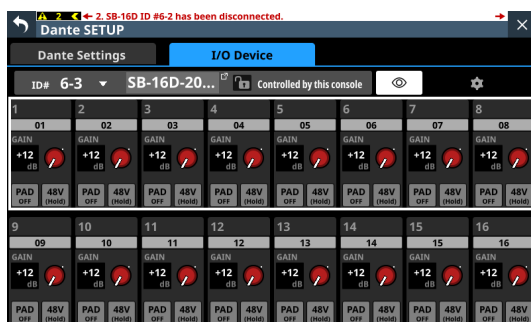 2 ← 2. SB-16D ID #6-2 has been disconnected. →
Dante SETUP ×
Dante Settings I/O Device
ID# 6-3 ▼ SB-16D-20... Controlled by this console
1 2 3 4 5 6 7 8
01 02 03 04 05 06 07 08
GAIN GAIN GAIN GAIN GAIN GAIN GAIN GAIN
+12 +12 +12 +12 +12 +12 +12 +12
dB dB dB dB dB dB dB dB
PAD 48V PAD 48V PAD 48V PAD 48V PAD 48V PAD 48V PAD 48V PAD 48V
OFF (Hold) OFF (Hold) OFF (Hold) OFF (Hold) OFF (Hold) OFF (Hold) OFF (Hold) OFF (Hold)
9 10 11 12 13 14 15 16
09 10 11 12 13 14 15 16
GAIN GAIN GAIN GAIN GAIN GAIN GAIN GAIN
+12 +12 +12 +12 +12 +12 +12 +12
dB dB dB dB dB dB dB dB
PAD 48V PAD 48V PAD 48V PAD 48V PAD 48V PAD 48V PAD 48V PAD 48V
OFF (Hold) OFF (Hold) OFF (Hold) OFF (Hold) OFF (Hold) OFF (Hold) OFF (Hold) OFF (Hold)